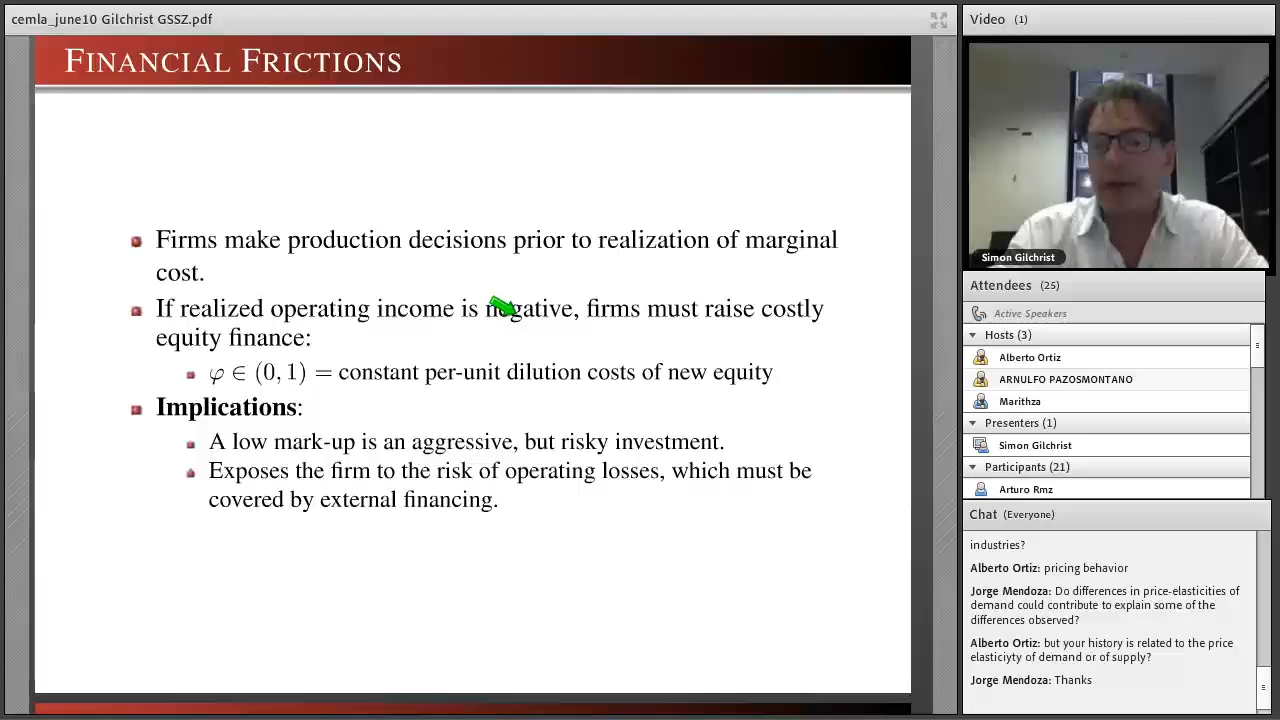 cemla_june10 Gilchrist GSSZ.pdf
FINANCIAL FRICTIONS
Firms make production decisions prior to realization of marginal
cost.
If realized operating income is negative, firms must raise costly
equity finance:
φ ∈ (0, 1) = constant per-unit dilution costs of new equity
Implications:
A low mark-up is an aggressive, but risky investment.
Exposes the firm to the risk of operating losses, which must be
covered by external financing.
Video (1)
Simon Gilchrist
Attendees (25)
Active Speakers
Hosts (3)
Alberto Ortiz
ARNULFO PAZOSMONTANO
Marithza
Presenters (1)
Simon Gilchrist
Participants (21)
Arturo Rmz
Chat (Everyone)
industries?
Alberto Ortiz: pricing behavior
Jorge Mendoza: Do differences in price-elasticities of
demand could contribute to explain some of the
differences observed?
Alberto Ortiz: but your history is related to the price
elasticiyty of demand or of supply?
Jorge Mendoza: Thanks